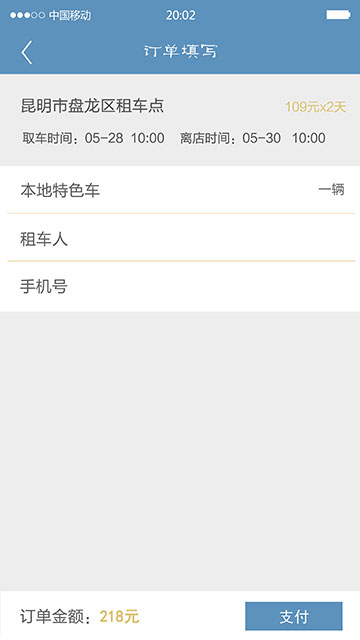 中国移动 20:02
订单填写
昆明市盘龙区租车点 109元x2天
取车时间：05-28 10:00 离店时间：05-30 10:00
本地特色车 一辆
租车人
手机号
订单金额：218元 支付